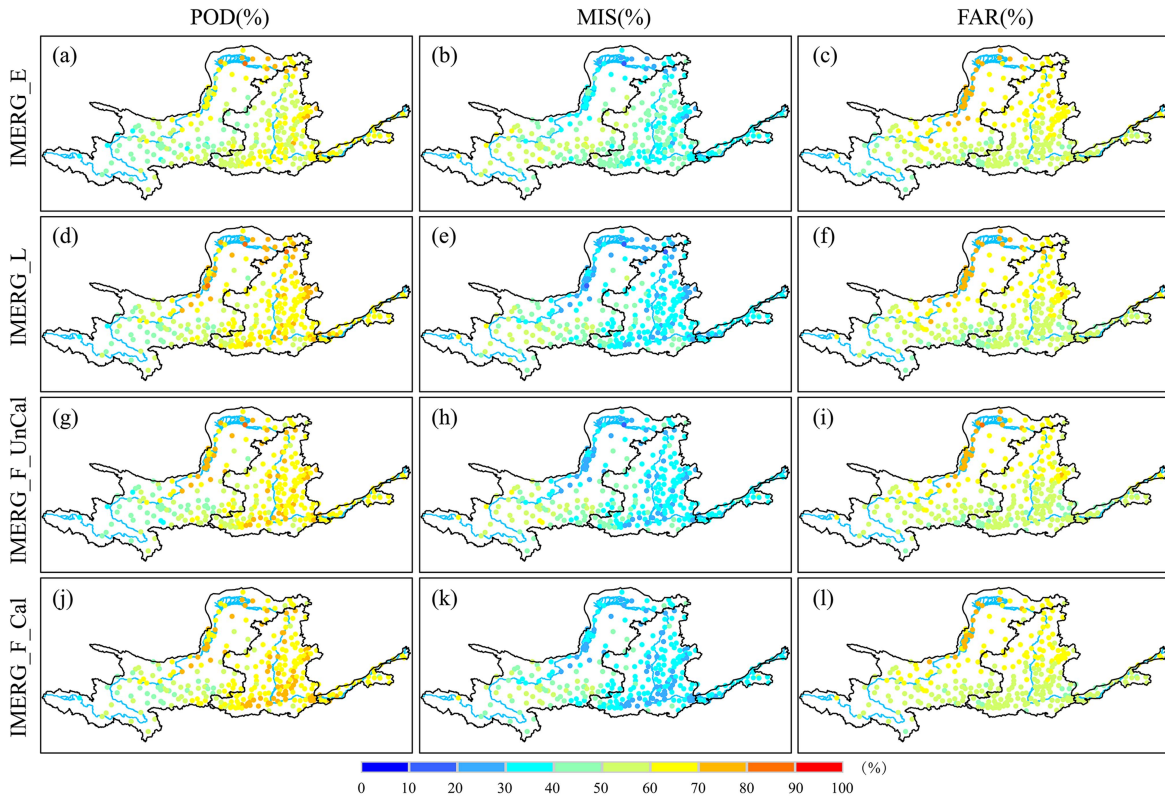 POD(%) MIS(%) FAR(%)
IMERG_E
(a) (b) (c)
IMERG_L
(d) (e) (f)
IMERG_F_UnCal
(g) (h) (i)
IMERG_F_Cal
(j) (k) (l)
(%)
0 10 20 30 40 50 60 70 80 90 100